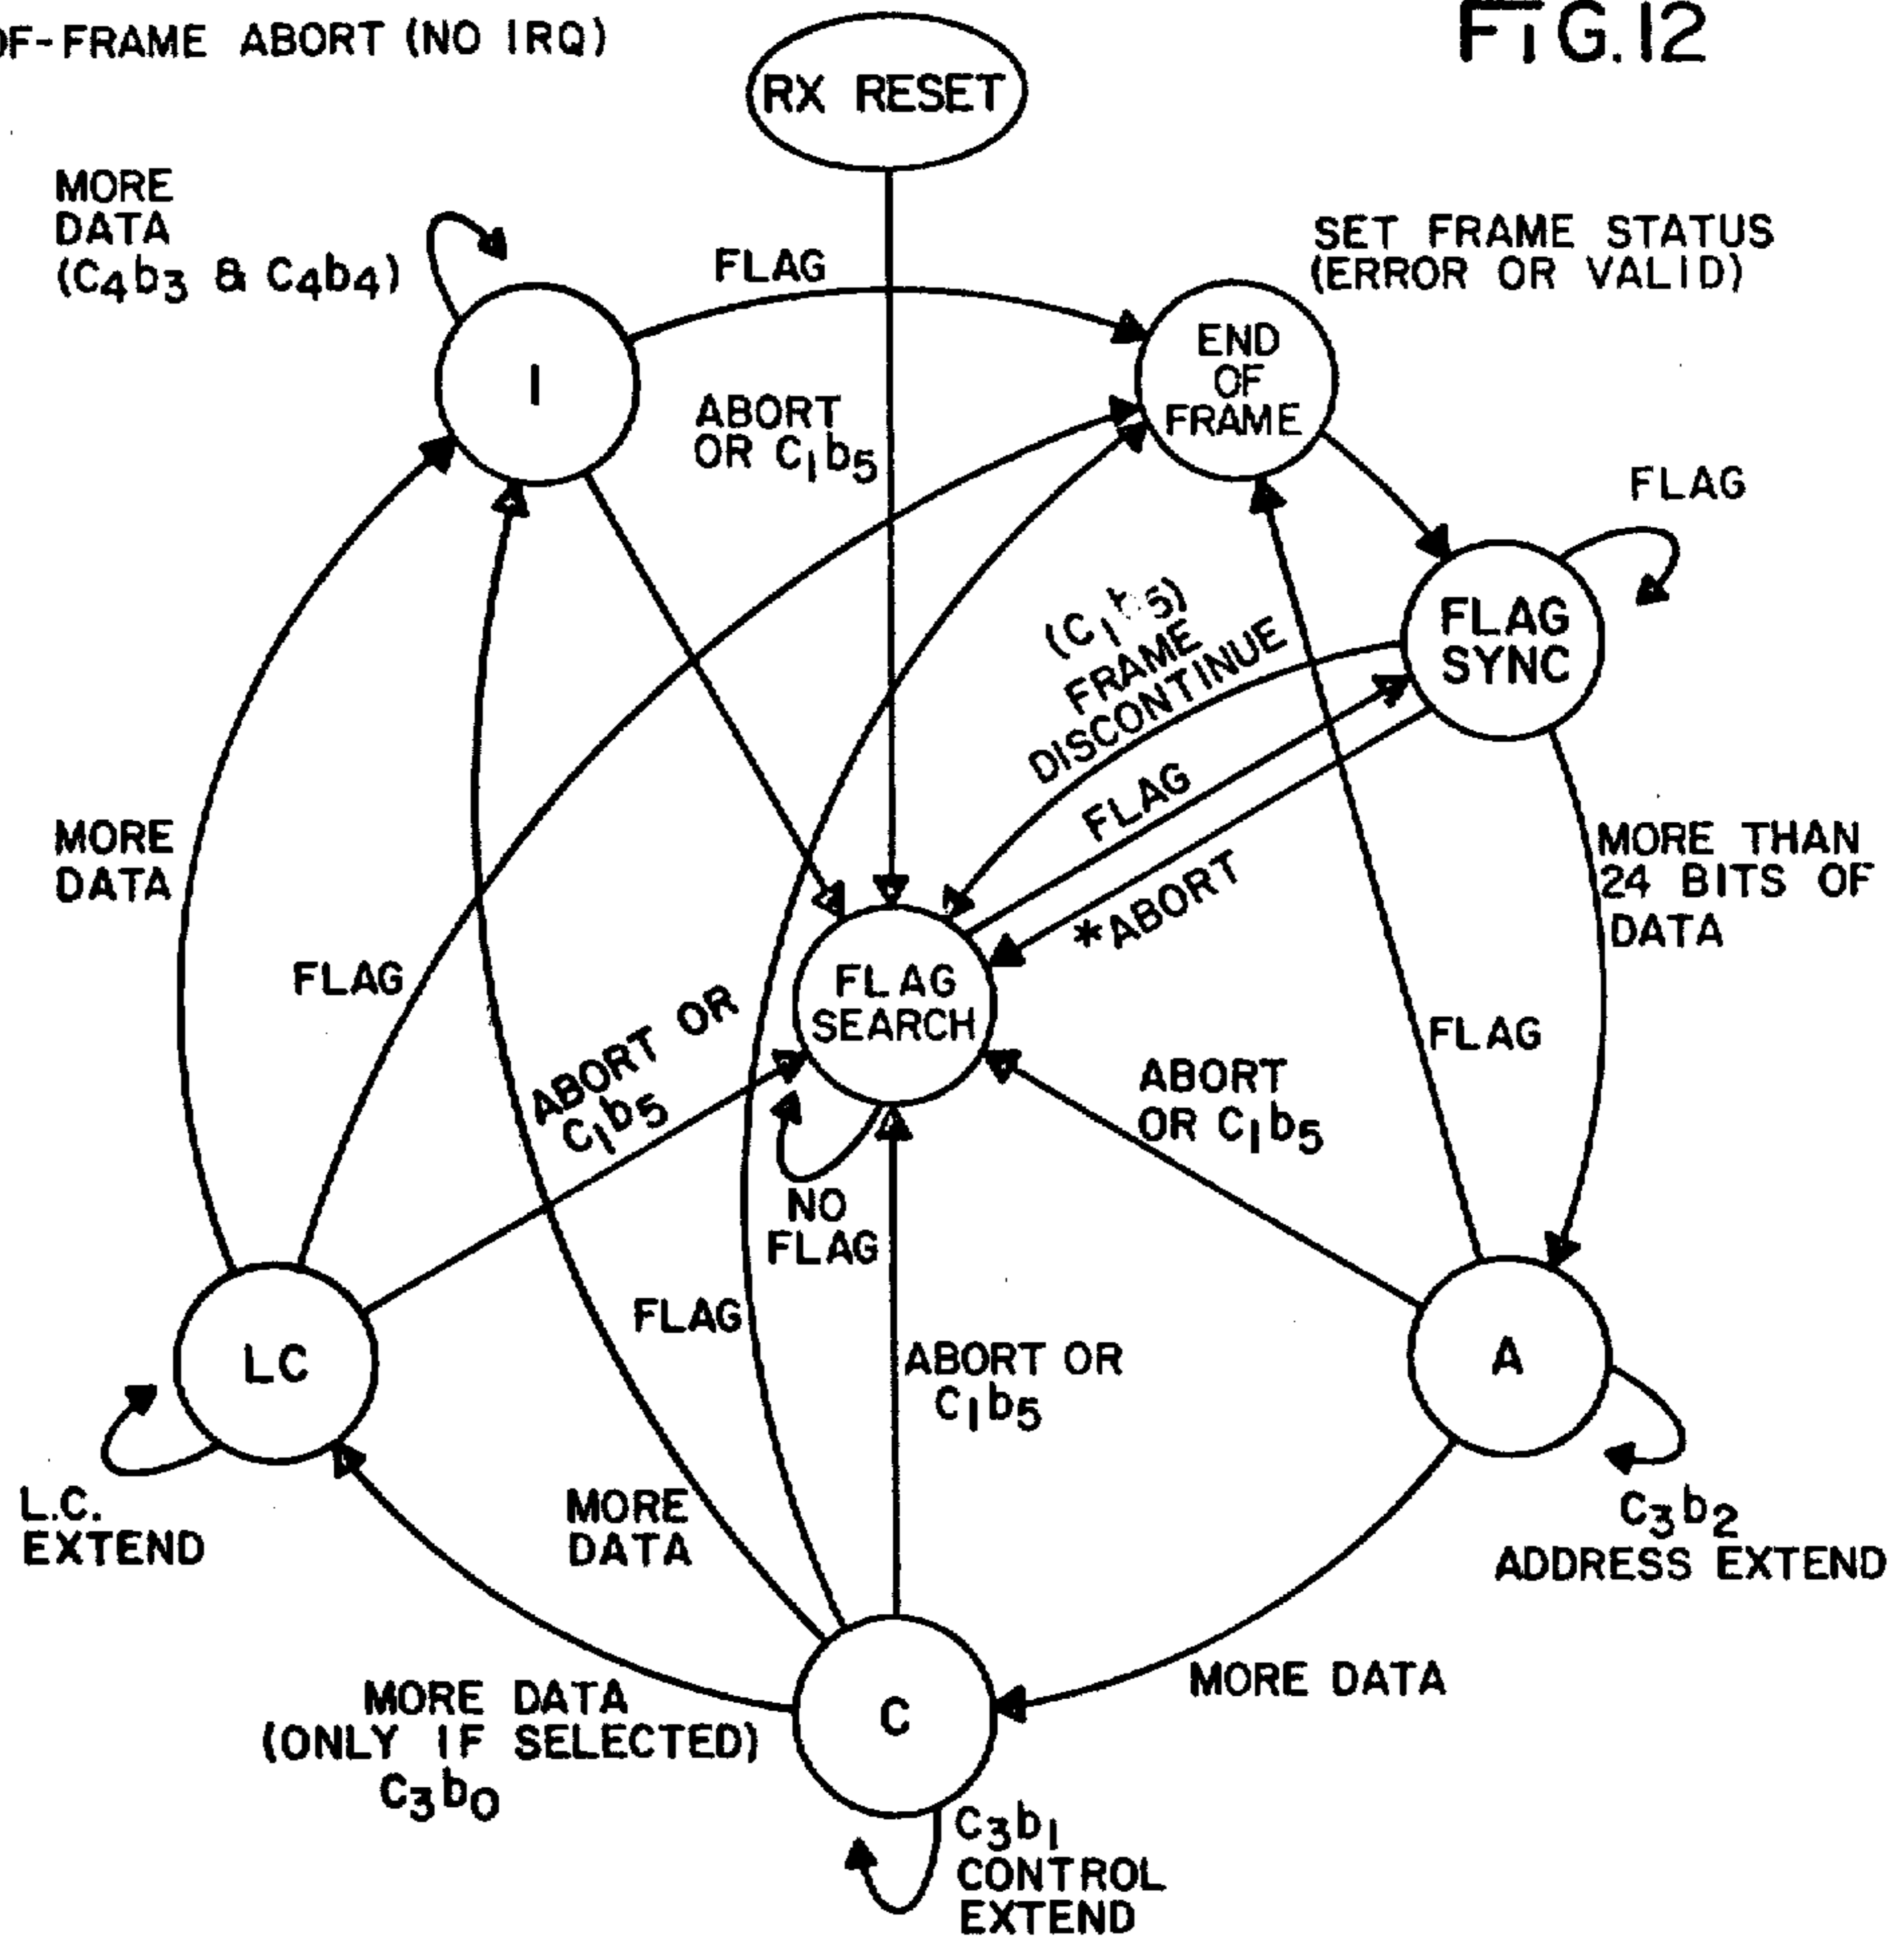 OF-FRAME ABORT (NO IRQ)
FIG.12
RX RESET
MORE
DATA
(C4b3 & C4b4)
FLAG
SET FRAME STATUS
(ERROR OR VALID)
I
END
OF
FRAME
ABORT
OR C1b5
FLAG
FLAG
SYNC
(C1b5)
FRAME
DISCONTINUE
FLAG
*ABORT
MORE THAN
24 BITS OF
DATA
MORE
DATA
FLAG
FLAG
SEARCH
FLAG
ABORT OR
C1b5
ABORT
OR C1b5
NO
FLAG
FLAG
ABORT OR
C1b5
LC
A
L.C.
EXTEND
MORE
DATA
C3b2
ADDRESS EXTEND
MORE DATA
(ONLY IF SELECTED)
C3b0
C
MORE DATA
C3b1
CONTROL
EXTEND